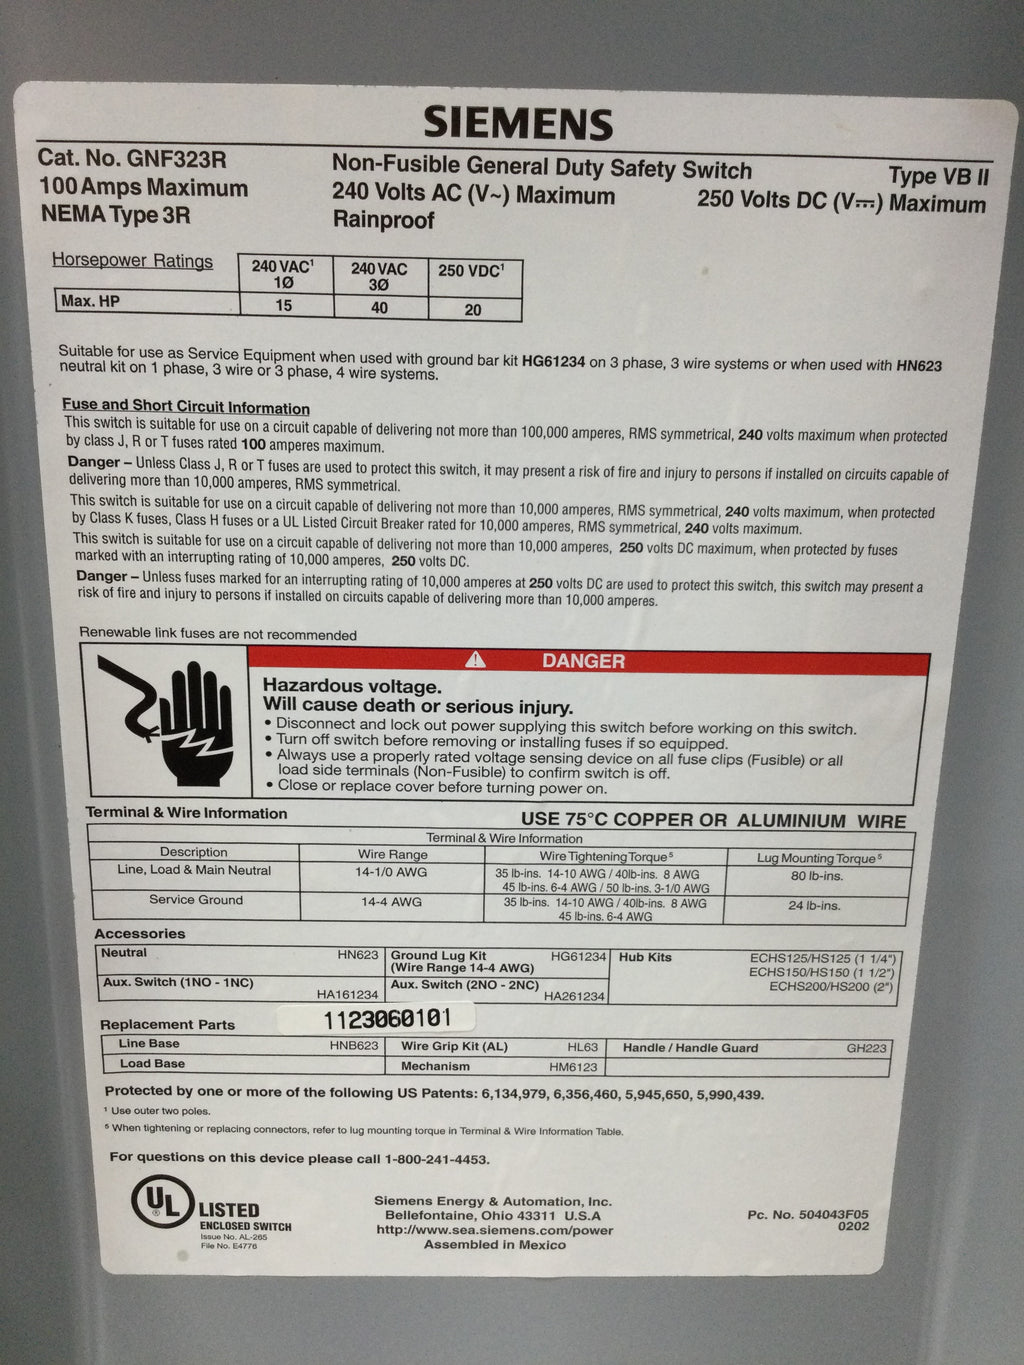 SIEMENS
Cat. No. GNF323R Non-Fusible General Duty Safety Switch Type VB II
100 Amps Maximum 240 Volts AC (V~) Maximum 250 Volts DC (V⎓) Maximum
NEMA Type 3R Rainproof
Horsepower Ratings 240 VAC¹ 1Ø 240 VAC 3Ø 250 VDC¹
Max. HP 15 40 20
Suitable for use as Service Equipment when used with ground bar kit HG61234 on 3 phase, 3 wire systems or when used with HN623
neutral kit on 1 phase, 3 wire or 3 phase, 4 wire systems.
Fuse and Short Circuit Information
This switch is suitable for use on a circuit capable of delivering not more than 100,000 amperes, RMS symmetrical, 240 volts maximum when protected
by class J, R or T fuses rated 100 amperes maximum.
Danger – Unless Class J, R or T fuses are used to protect this switch, it may present a risk of fire and injury to persons if installed on circuits capable of
delivering more than 10,000 amperes, RMS symmetrical.
This switch is suitable for use on a circuit capable of delivering not more than 10,000 amperes, RMS symmetrical, 240 volts maximum, when protected
by Class K fuses, Class H fuses or a UL Listed Circuit Breaker rated for 10,000 amperes, RMS symmetrical, 240 volts maximum.
This switch is suitable for use on a circuit capable of delivering not more than 10,000 amperes, 250 volts DC maximum, when protected by fuses
marked with an interrupting rating of 10,000 amperes, 250 volts DC.
Danger – Unless fuses marked for an interrupting rating of 10,000 amperes at 250 volts DC are used to protect this switch, this switch may present a
risk of fire and injury to persons if installed on circuits capable of delivering more than 10,000 amperes.
Renewable link fuses are not recommended
DANGER
Hazardous voltage.
Will cause death or serious injury.
• Disconnect and lock out power supplying this switch before working on this switch.
• Turn off switch before removing or installing fuses if so equipped.
• Always use a properly rated voltage sensing device on all fuse clips (Fusible) or all
load side terminals (Non-Fusible) to confirm switch is off.
• Close or replace cover before turning power on.
Terminal & Wire Information USE 75°C COPPER OR ALUMINIUM WIRE
Terminal & Wire Information
Description Wire Range Wire Tightening Torque⁵ Lug Mounting Torque⁵
Line, Load & Main Neutral 14-1/0 AWG 35 lb-ins. 14-10 AWG / 40lb-ins. 8 AWG 80 lb-ins.
45 lb-ins. 6-4 AWG / 50 lb-ins. 3-1/0 AWG
Service Ground 14-4 AWG 35 lb-ins. 14-10 AWG / 40lb-ins. 8 AWG 24 lb-ins.
45 lb-ins. 6-4 AWG
Accessories
Neutral HN623 Ground Lug Kit HG61234 Hub Kits ECHS125/HS125 (1 1/4")
(Wire Range 14-4 AWG) ECHS150/HS150 (1 1/2")
Aux. Switch (1NO - 1NC) HA161234 Aux. Switch (2NO - 2NC) HA261234 ECHS200/HS200 (2")
Replacement Parts 1123060101
Line Base HNB623 Wire Grip Kit (AL) HL63 Handle / Handle Guard GH223
Load Base Mechanism HM6123
Protected by one or more of the following US Patents: 6,134,979, 6,356,460, 5,945,650, 5,990,439.
¹ Use outer two poles.
⁵ When tightening or replacing connectors, refer to lug mounting torque in Terminal & Wire Information Table.
For questions on this device please call 1-800-241-4453.
UL ® LISTED
ENCLOSED SWITCH
Issue No. AL-265
File No. E4776
Siemens Energy & Automation, Inc.
Bellefontaine, Ohio 43311 U.S.A
http://www.sea.siemens.com/power
Assembled in Mexico
Pc. No. 504043F05
0202